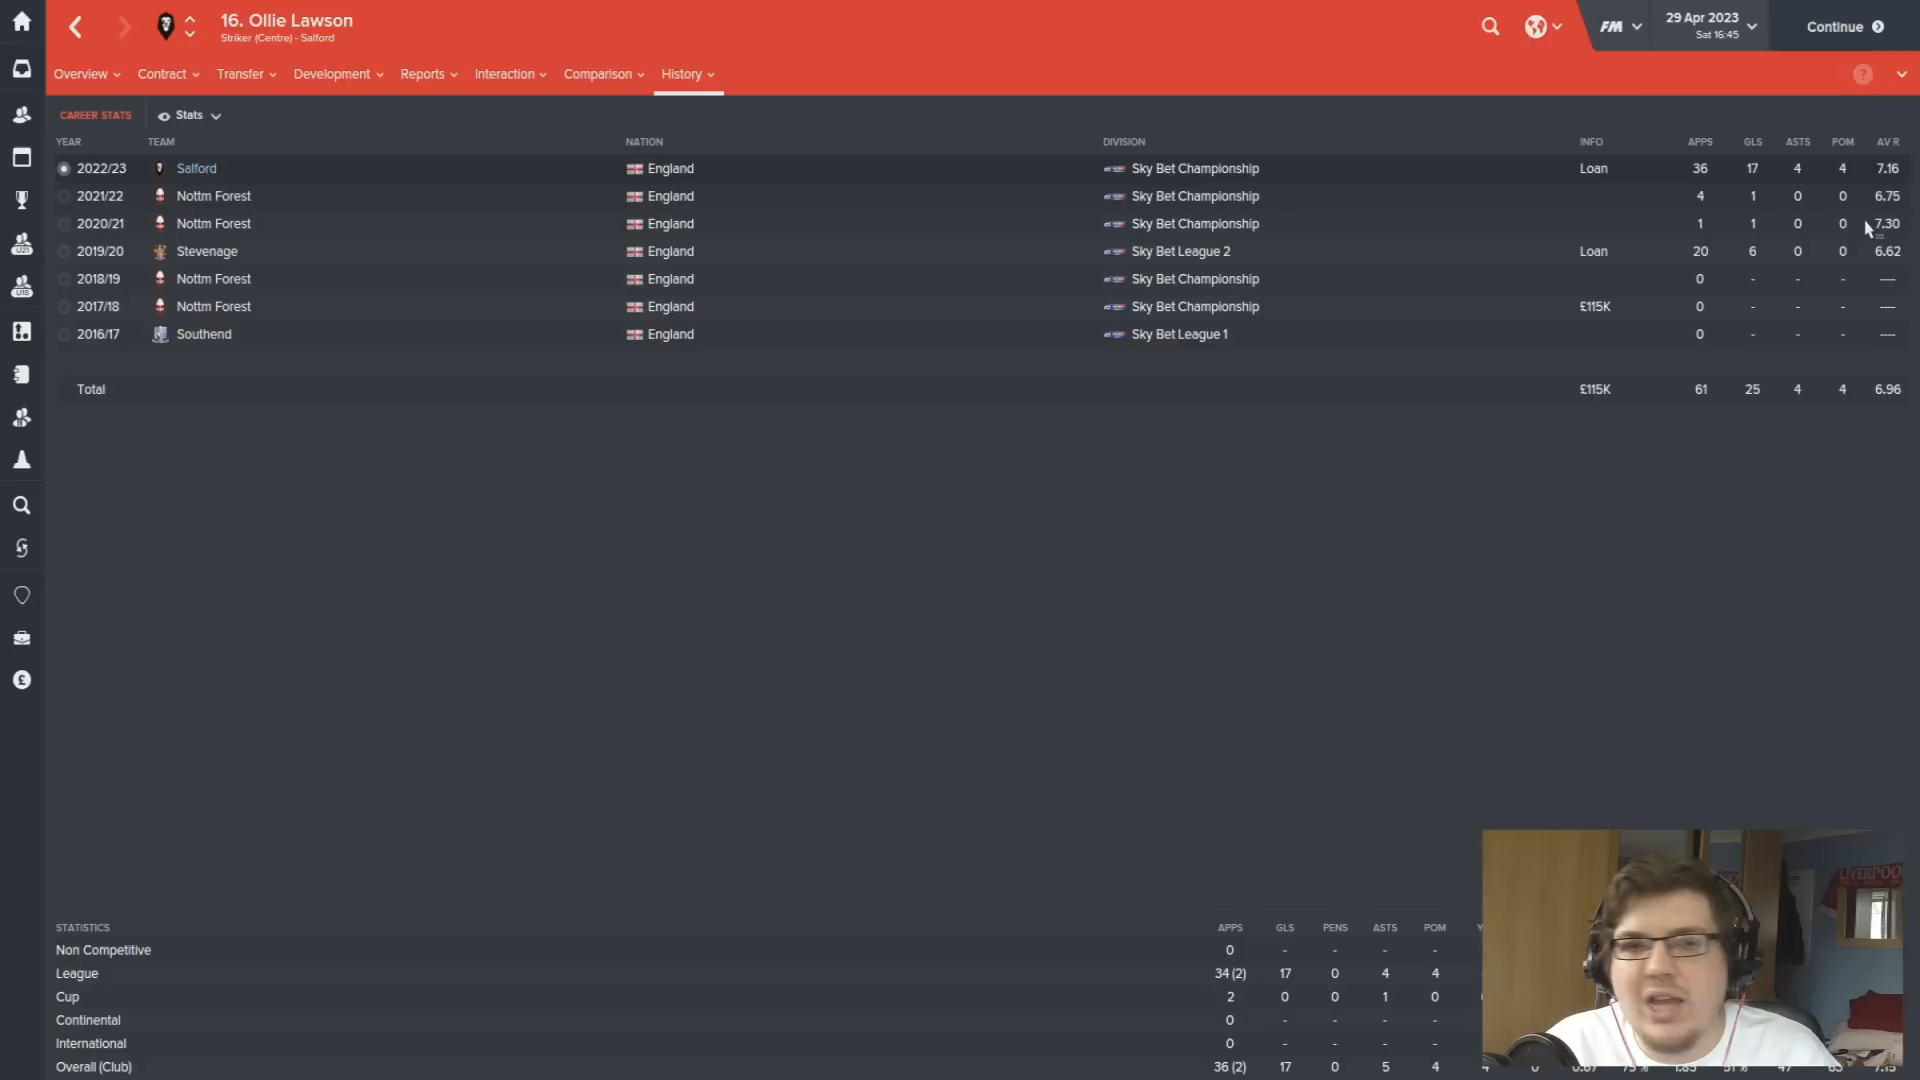 16. Ollie Lawson
Striker (Centre) - Salford
FM
29 Apr 2023
Sat 16:45
Continue
Overview Contract Transfer Development Reports Interaction Comparison History
?
CAREER STATS Stats
YEAR TEAM NATION DIVISION INFO APPS GLS ASTS POM AV R
2022/23 Salford England Sky Bet Championship Loan 36 17 4 4 7.16
2021/22 Nottm Forest England Sky Bet Championship 4 1 0 0 6.75
2020/21 Nottm Forest England Sky Bet Championship 1 1 0 0 7.30
2019/20 Stevenage England Sky Bet League 2 Loan 20 6 0 0 6.62
2018/19 Nottm Forest England Sky Bet Championship 0 - - - ---
2017/18 Nottm Forest England Sky Bet Championship £115K 0 - - - ---
2016/17 Southend England Sky Bet League 1 0 - - - ---
Total £115K 61 25 4 4 6.96
LIVERPOO
STATISTICS APPS GLS PENS ASTS POM
Non Competitive 0 - - - -
League 34 (2) 17 0 4 4
Cup 2 0 0 1 0
Continental 0 - - - -
International 0 - - - -
Overall (Club) 36 (2) 17 0 5 4